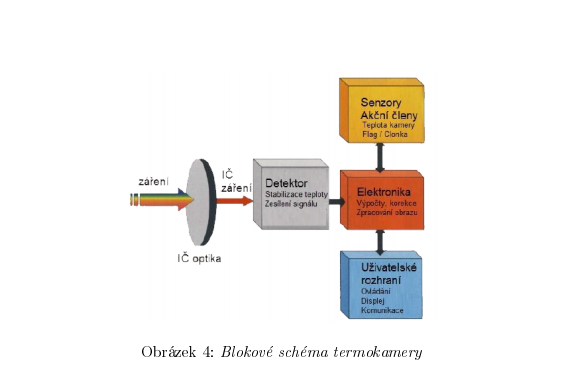 záření
IČ optika
IČ
záření
Detektor
Stabilizace teploty
Zesílení signálu
Senzory
Akční členy
Teplota kamery
Flag / Clonka
Elektronika
Výpočty, korekce
Zpracování obrazu
Uživatelské
rozhraní
Ovládání
Displej
Komunikace
Obrázek 4: Blokové schéma termokamery